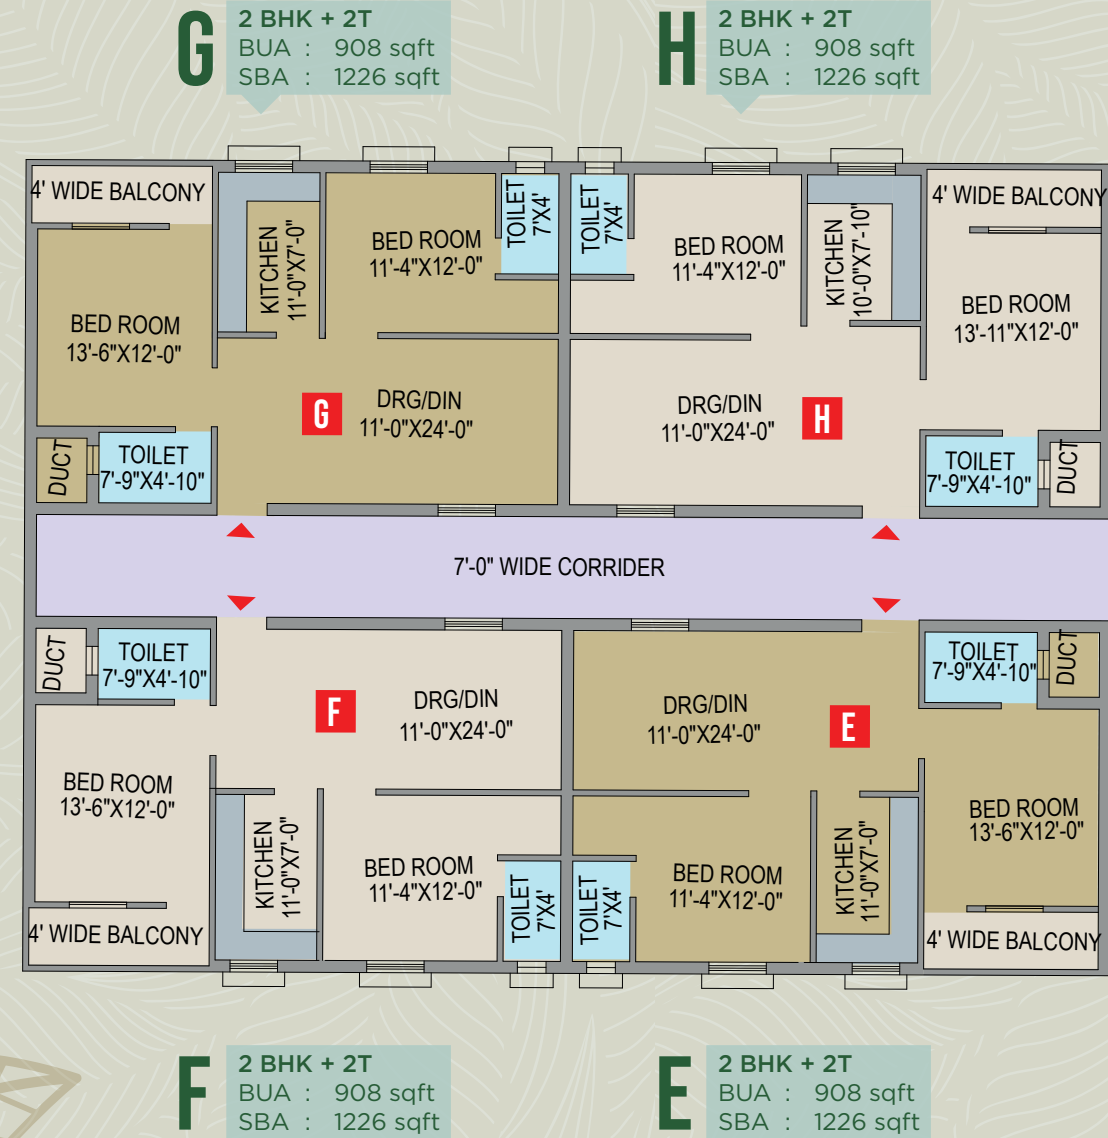 G
2 BHK + 2T
BUA : 908 sqft
SBA : 1226 sqft
H
2 BHK + 2T
BUA : 908 sqft
SBA : 1226 sqft
4' WIDE BALCONY
KITCHEN
11'-0"X7'-0"
BED ROOM
11'-4"X12'-0"
TOILET
7'X4'
BED ROOM
13'-6"X12'-0"
DRG/DIN
11'-0"X24'-0"
G
DUCT
TOILET
7'-9"X4'-10"
TOILET
7'X4'
BED ROOM
11'-4"X12'-0"
KITCHEN
10'-0"X7'-10"
4' WIDE BALCONY
BED ROOM
13'-11"X12'-0"
DRG/DIN
11'-0"X24'-0"
H
TOILET
7'-9"X4'-10"
DUCT
7'-0" WIDE CORRIDER
DUCT
TOILET
7'-9"X4'-10"
F
DRG/DIN
11'-0"X24'-0"
BED ROOM
13'-6"X12'-0"
KITCHEN
11'-0"X7'-0"
BED ROOM
11'-4"X12'-0"
TOILET
7'X4'
4' WIDE BALCONY
DRG/DIN
11'-0"X24'-0"
E
TOILET
7'-9"X4'-10"
DUCT
TOILET
7'X4'
BED ROOM
11'-4"X12'-0"
KITCHEN
11'-0"X7'-0"
BED ROOM
13'-6"X12'-0"
4' WIDE BALCONY
F
2 BHK + 2T
BUA : 908 sqft
SBA : 1226 sqft
E
2 BHK + 2T
BUA : 908 sqft
SBA : 1226 sqft